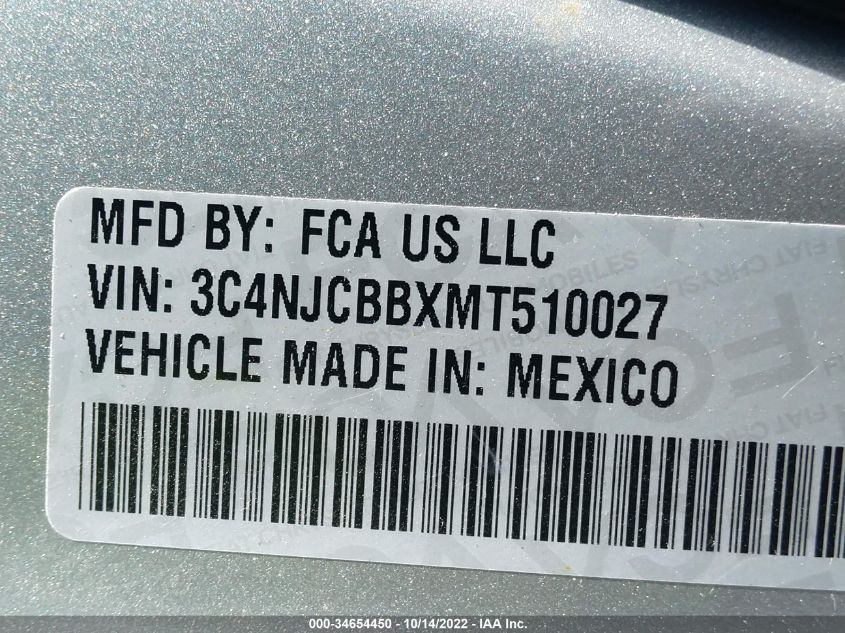 MFD BY: FCA US LLC
VIN: 3C4NJCBBXMT510027
VEHICLE MADE IN: MEXICO
000-34654450 - 10/14/2022 - IAA Inc.